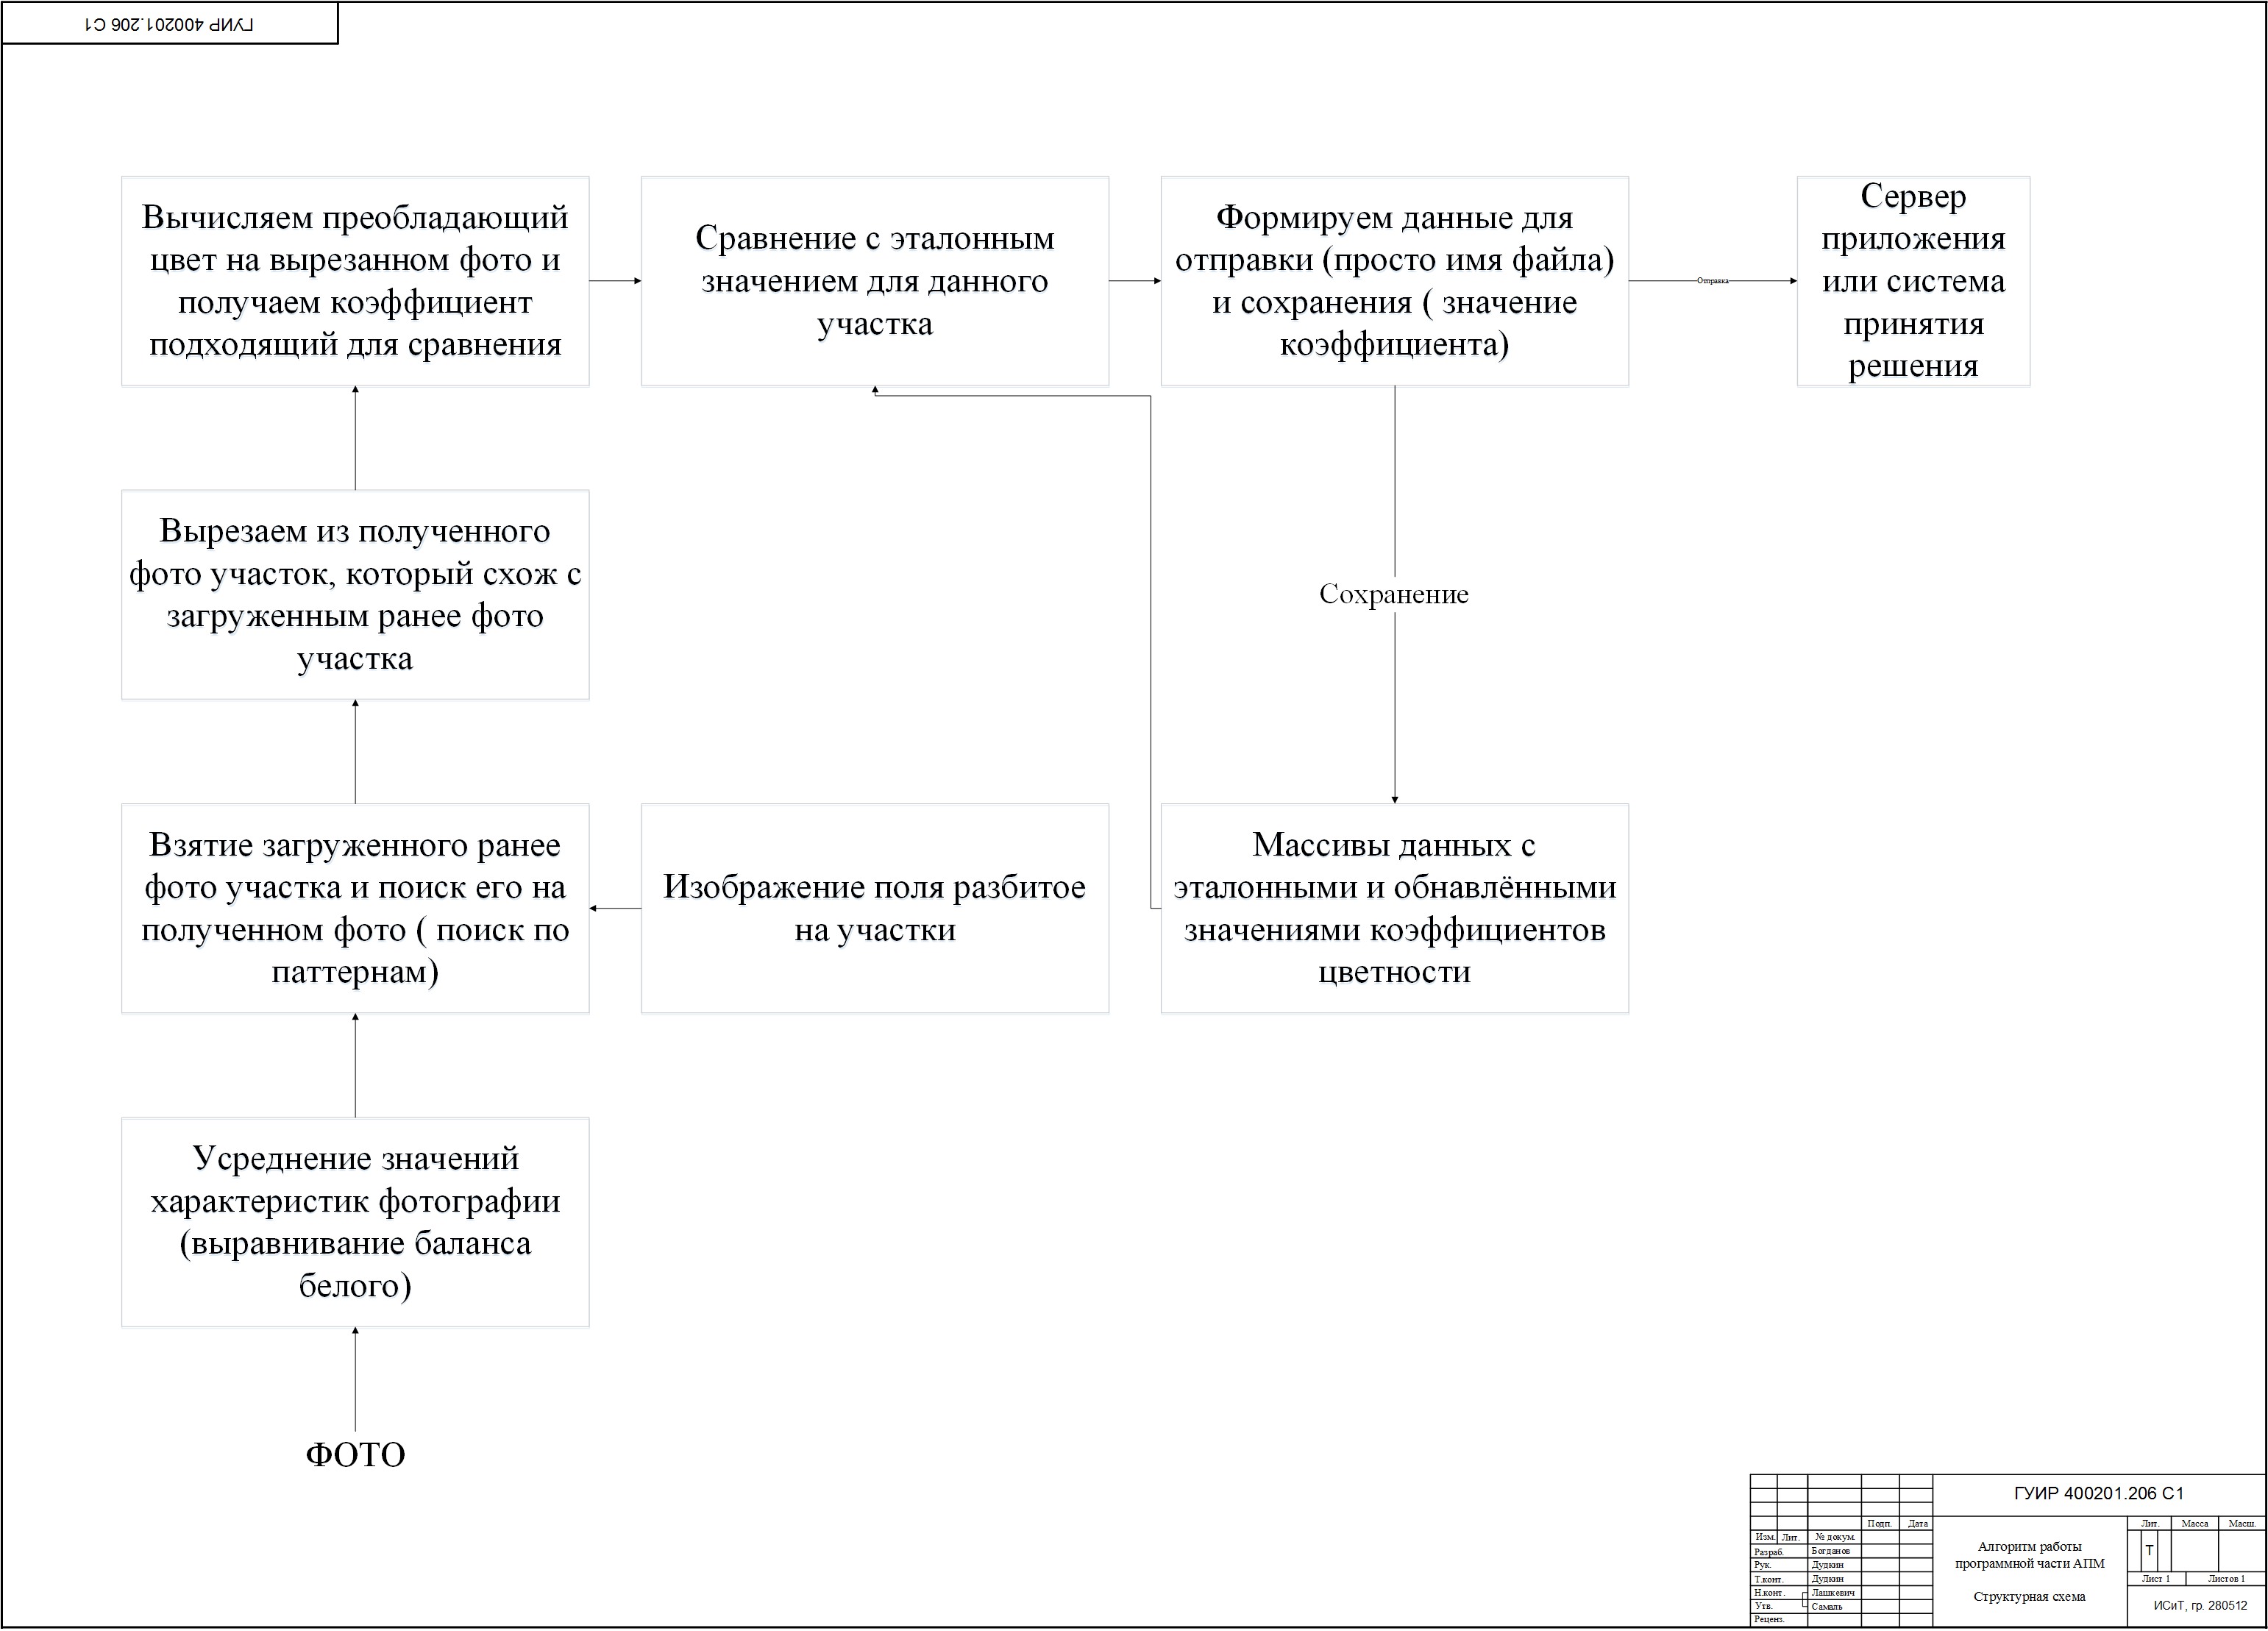 ГУИР 400201.206 С1
Вычисляем преобладающий
цвет на вырезанном фото и
получаем коэффициент
подходящий для сравнения
Сравнение с эталонным
значением для данного
участка
Формируем данные для
отправки (просто имя файла)
и сохранения ( значение
коэффициента)
Отправка
Сервер
приложения
или система
принятия
решения
Вырезаем из полученного
фото участок, который схож с
загруженным ранее фото
участка
Сохранение
Взятие загруженного ранее
фото участка и поиск его на
полученном фото ( поиск по
паттернам)
Изображение поля разбитое
на участки
Массивы данных с
эталонными и обнавлёнными
значениями коэффициентов
цветности
Усреднение значений
характеристик фотографии
(выравнивание баланса
белого)
ФОТО
ГУИР 400201.206 С1
Подп. Дата
Изм. Лит. № докум.
Разраб. Богданов
Рук. Дудкин
Т.конт. Дудкин
Н.конт. Лашкевич
Утв. Самаль
Реценз.
Алгоритм работы
программной части АПМ
Структурная схема
Лит. Масса Масш.
Т
Лист 1 Листов 1
ИСиТ, гр. 280512